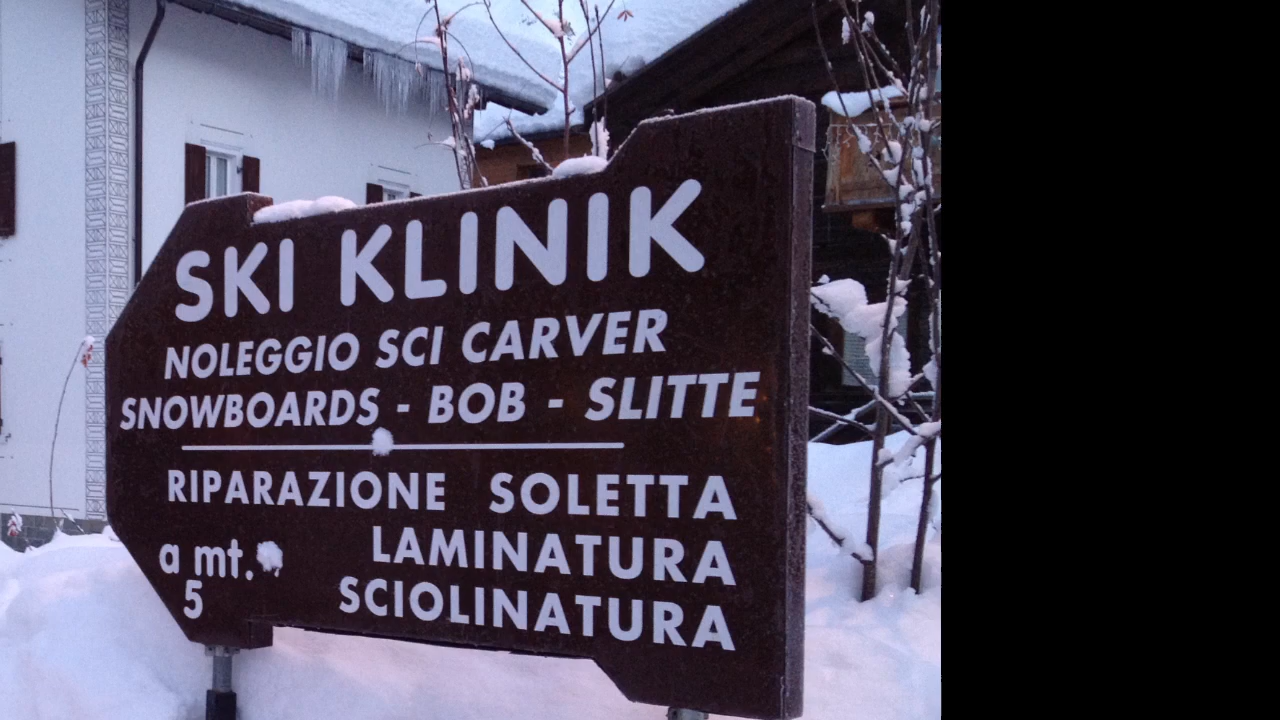 SKI KLINIK
NOLEGGIO SCI CARVER
SNOWBOARDS - BOB - SLITTE
RIPARAZIONE SOLETTA
LAMINATURA
SCIOLINATURA
a mt.
5